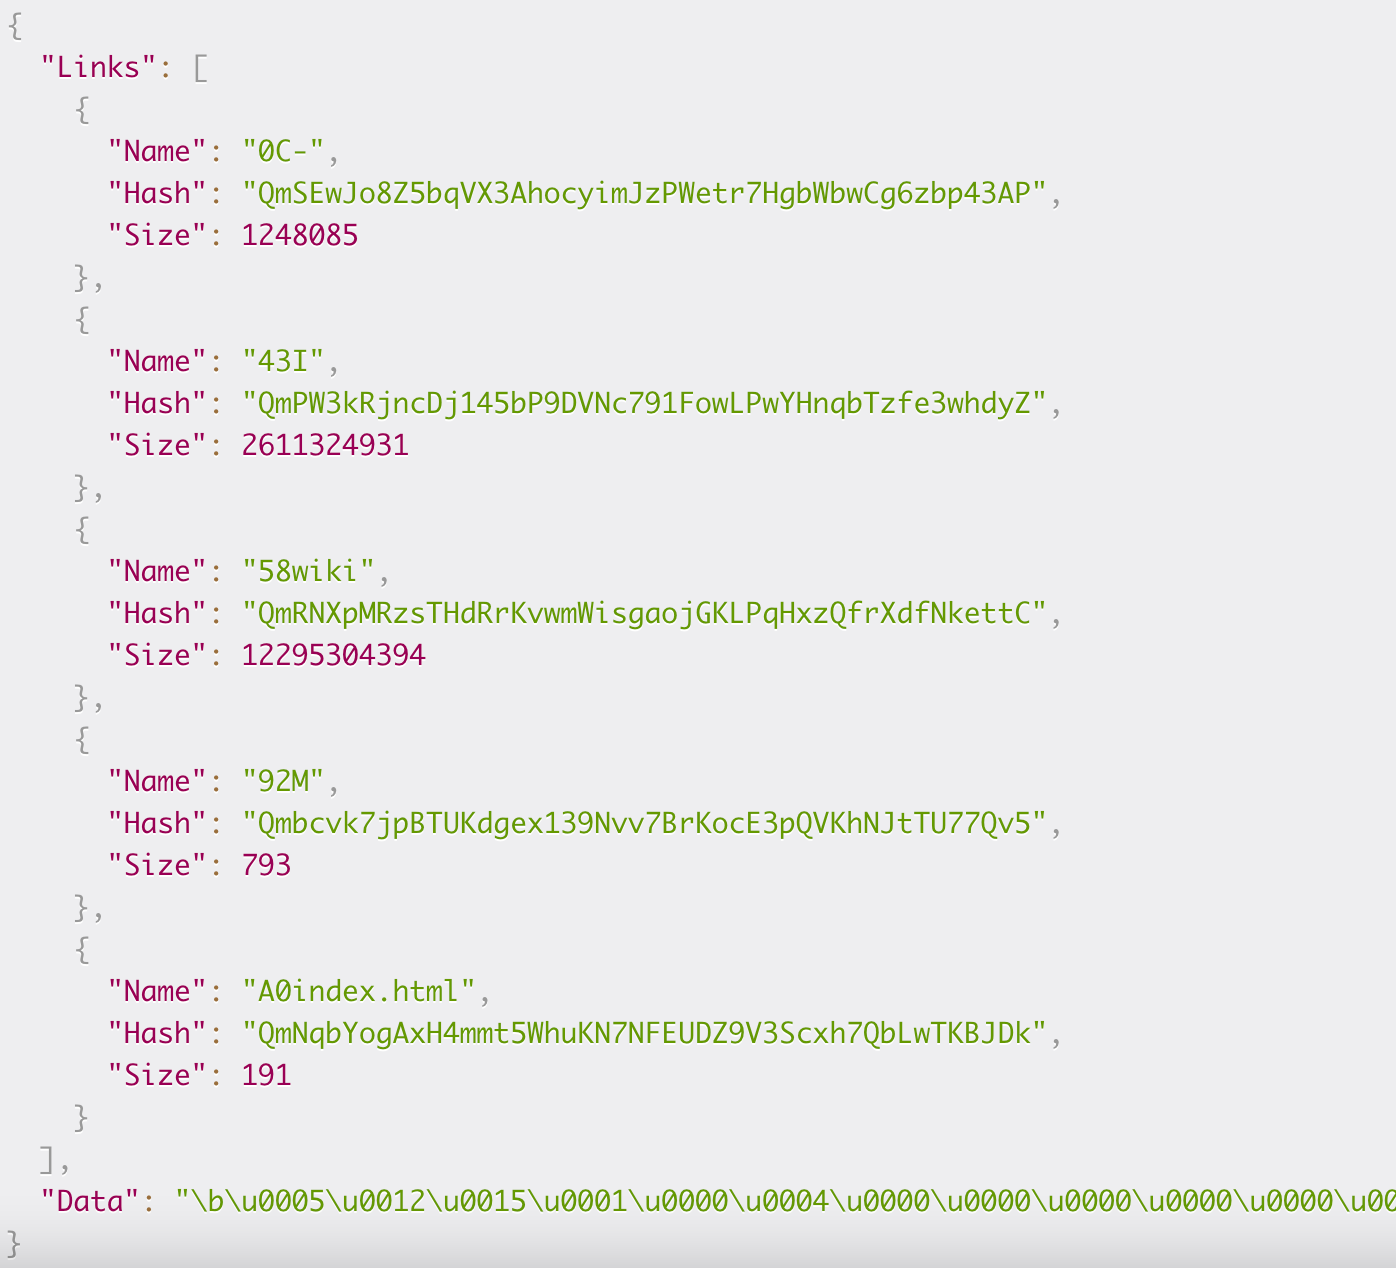 {
  "Links": [
    {
      "Name": "0C-",
      "Hash": "QmSEwJo8Z5bqVX3AhocyimJzPWetr7HgbWbwCg6zbp43AP",
      "Size": 1248085
    },
    {
      "Name": "43I",
      "Hash": "QmPW3kRjncDj145bP9DVNc791FowLPwYHnqbTzfe3whdyZ",
      "Size": 2611324931
    },
    {
      "Name": "58wiki",
      "Hash": "QmRNXpMRzsTHdRrKvwmWisgaojGKLPqHxzQfrXdfNkettC",
      "Size": 12295304394
    },
    {
      "Name": "92M",
      "Hash": "Qmbcvk7jpBTUKdgex139Nvv7BrKocE3pQVKhNJtTU77Qv5",
      "Size": 793
    },
    {
      "Name": "A0index.html",
      "Hash": "QmNqbYogAxH4mmt5WhuKN7NFEUDZ9V3Scxh7QbLwTKBJDk",
      "Size": 191
    }
  ],
  "Data": "\b\u0005\u0012\u0015\u0001\u0000\u0004\u0000\u0000\u0000\u0000\u0000\u00
}